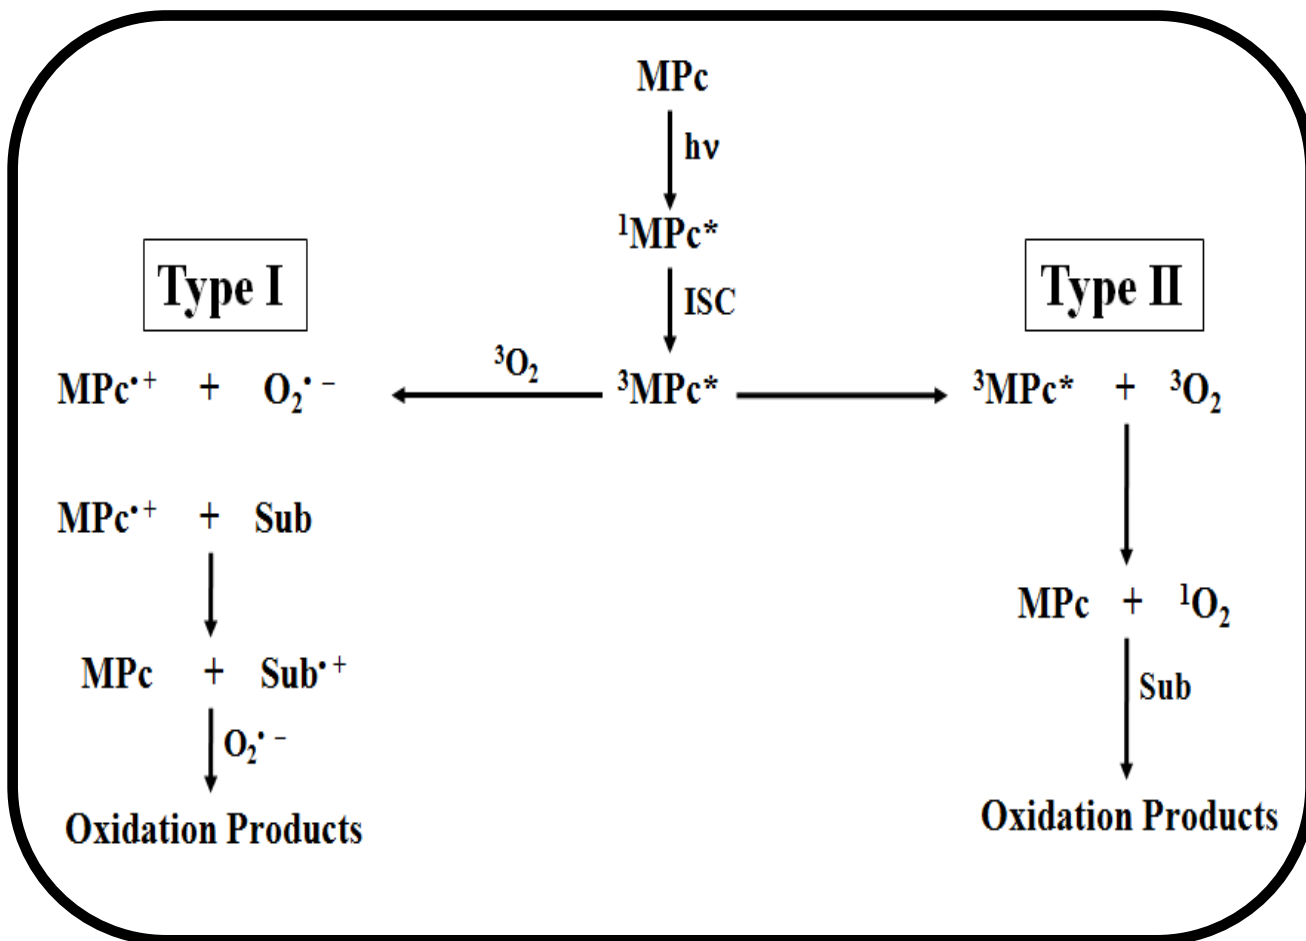 MPc
hν
¹MPc*
Type I
Type II
ISC
³O₂
MPc•⁺ + O₂•⁻
³MPc*
³MPc* + ³O₂
MPc•⁺ + Sub
MPc + ¹O₂
MPc + Sub•⁺
Sub
O₂•⁻
Oxidation Products
Oxidation Products